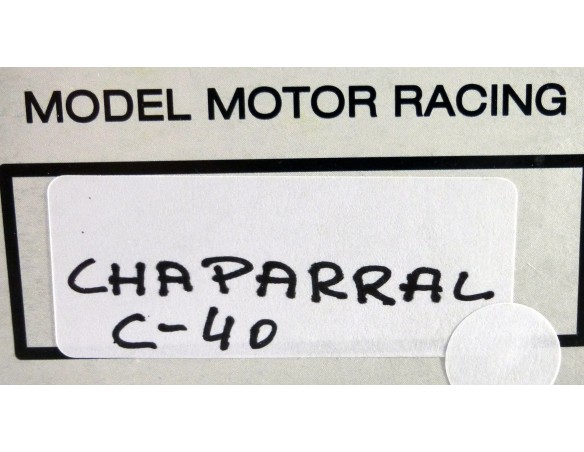 MODEL MOTOR RACING
CHAPARRAL
C-40